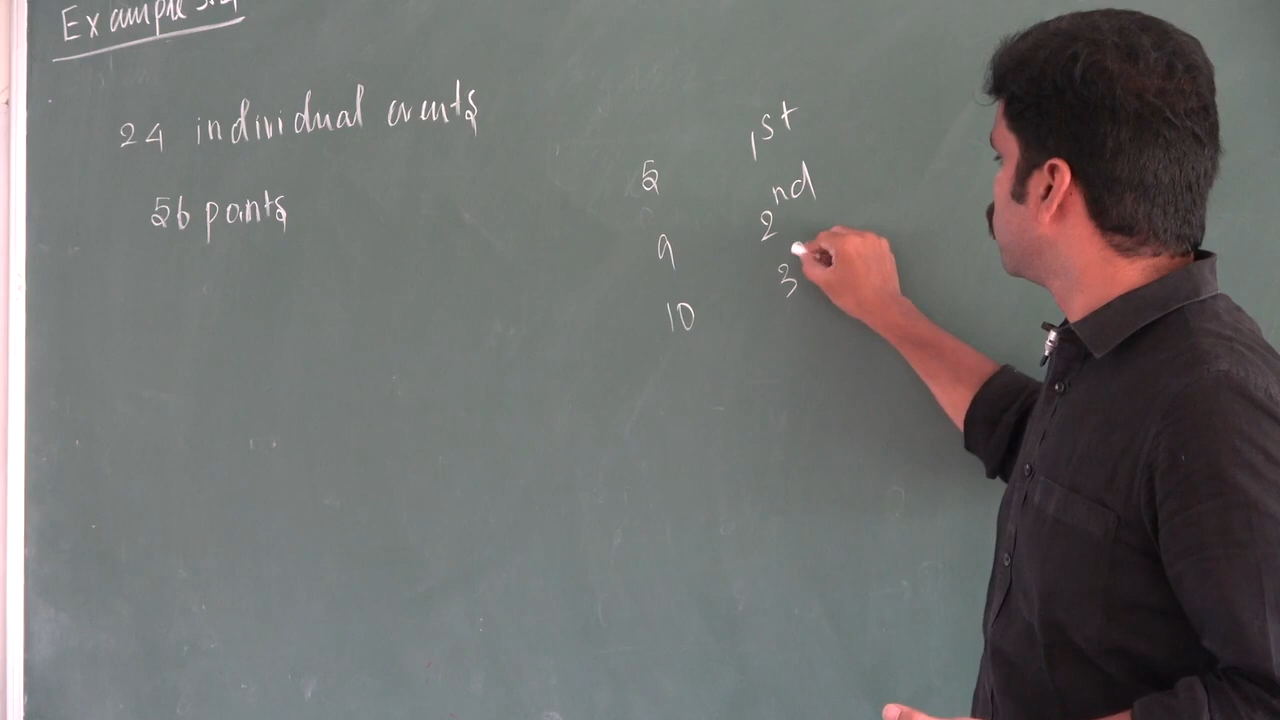 Example
24 individual events
56 points
5 1st
9 2nd
10 3